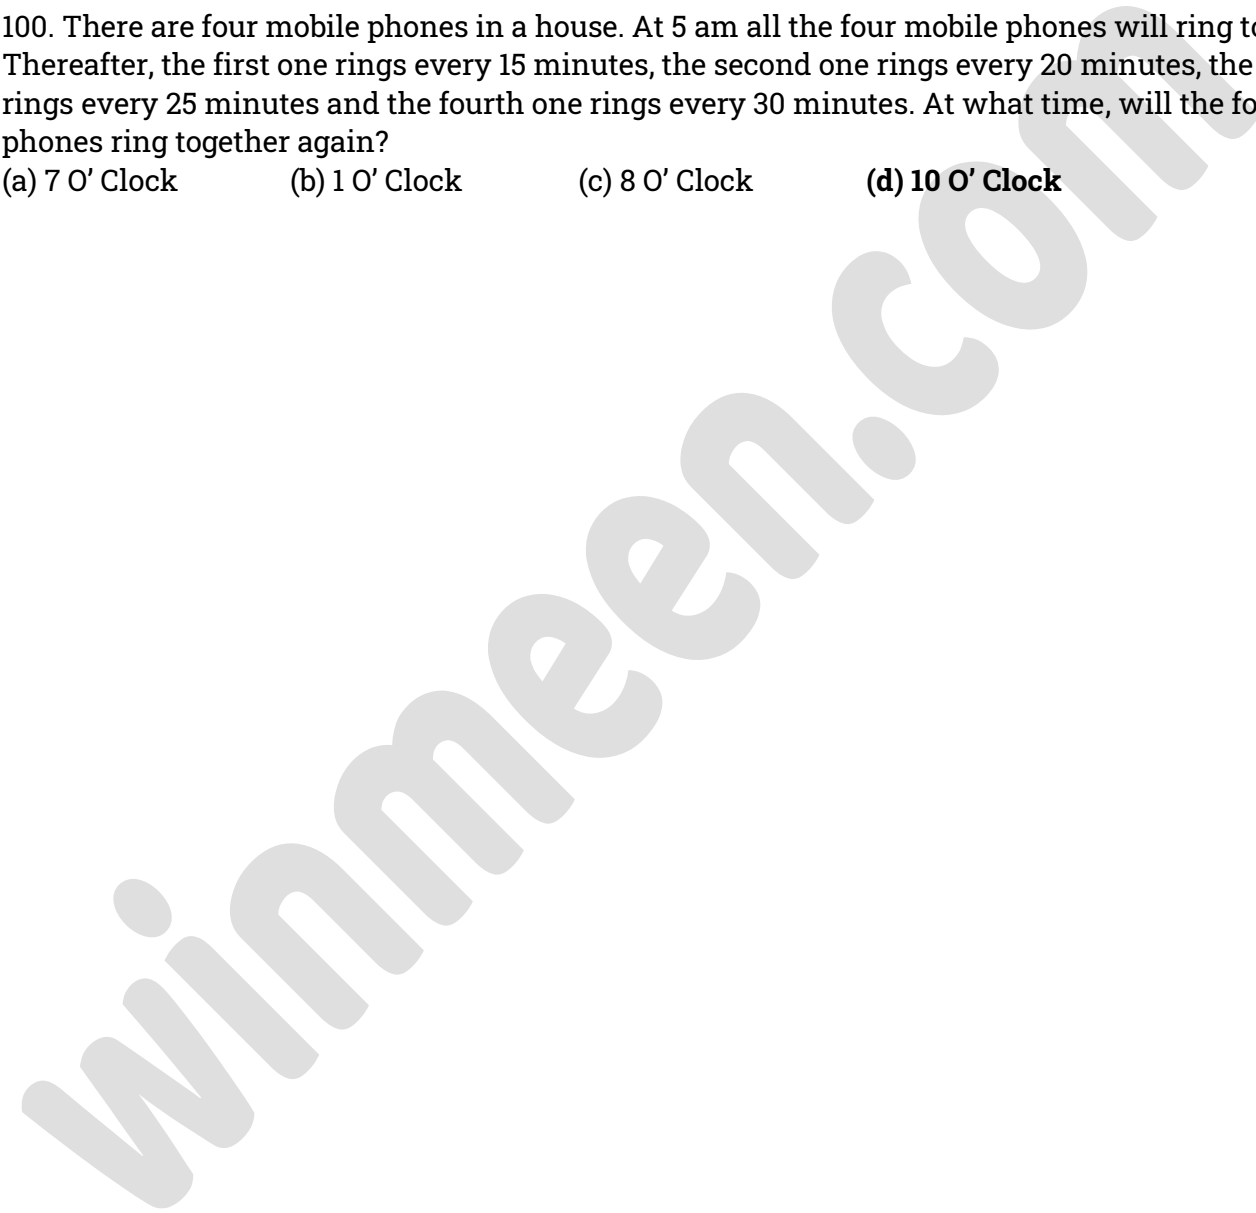 100. There are four mobile phones in a house. At 5 am all the four mobile phones will ring
Thereafter, the first one rings every 15 minutes, the second one rings every 20 minutes, the
rings every 25 minutes and the fourth one rings every 30 minutes. At what time, will the
phones ring together again?
(a) 7 O’ Clock (b) 1 O’ Clock (c) 8 O’ Clock (d) 10 O’ Clock
winmeen.com